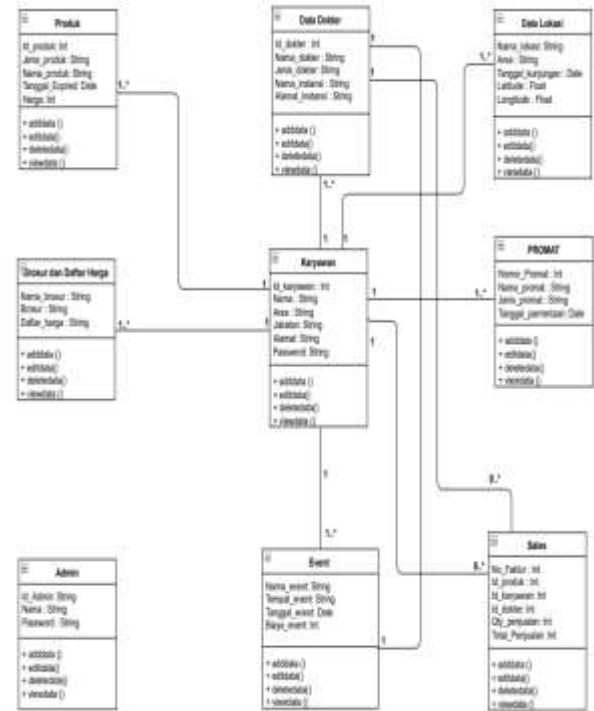 Produk
Id_produk: Int
Jenis_produk: String
Nama_produk: String
Tanggal_Expired: Date
Harga: Int
+ adddata ()
+ editdata()
+ deletedata()
+ viewdata ()
1..*
Data Dokter
Id_dokter : Int
Nama_dokter : String
Jenis_dokter: String
Nama_instansi : String
Alamat_instansi : String
+ adddata ()
+ editdata()
+ deletedata()
+ viewdata ()
1
1
1..*
Data Lokasi
Nama_lokasi: String
Area : String
Tanggal_kunjungan : Date
Latitude : Float
Longitude : Float
+ adddata ()
+ editdata()
+ deletedata()
+ viewdata ()
1..*
Brosur dan Daftar Harga
Nama_brosur : String
Brosur : String
Daftar_harga : String
+ adddata ()
+ editdata()
+ deletedata()
+ viewdata ()
1..*
Karyawan
Id_karyawan : Int
Nama : String
Area : String
Jabatan: String
Alamat: String
Password: String
+ adddata ()
+ editdata()
+ deletedata()
+ viewdata ()
1
1
1
1
1
1
1
PROMAT
Nomor_Promat : Int
Nama_promat : String
Jenis_promat : String
Tanggal_permintaan: Date
+ adddata ()
+ editdata()
+ deletedata()
+ viewdata ()
1..*
Admin
Id_Admin: String
Nama : String
Password : String
+ adddata ()
+ editdata()
+ deletedata()
+ viewdata ()
1..*
Event
Nama_event: String
Tempat_event: String
Tanggal_event: Date
Biaya_event: Int
+ adddata ()
+ editdata()
+ deletedata()
+ viewdata ()
1
0..*
0..*
Sales
No_Faktur : Int
Id_produk : Int
Id_karyawan: Int
Id_dokter: Int
Qty_penjualan: Int
Total_Penjualan: Int
+ adddata ()
+ editdata()
+ deletedata()
+ viewdata ()